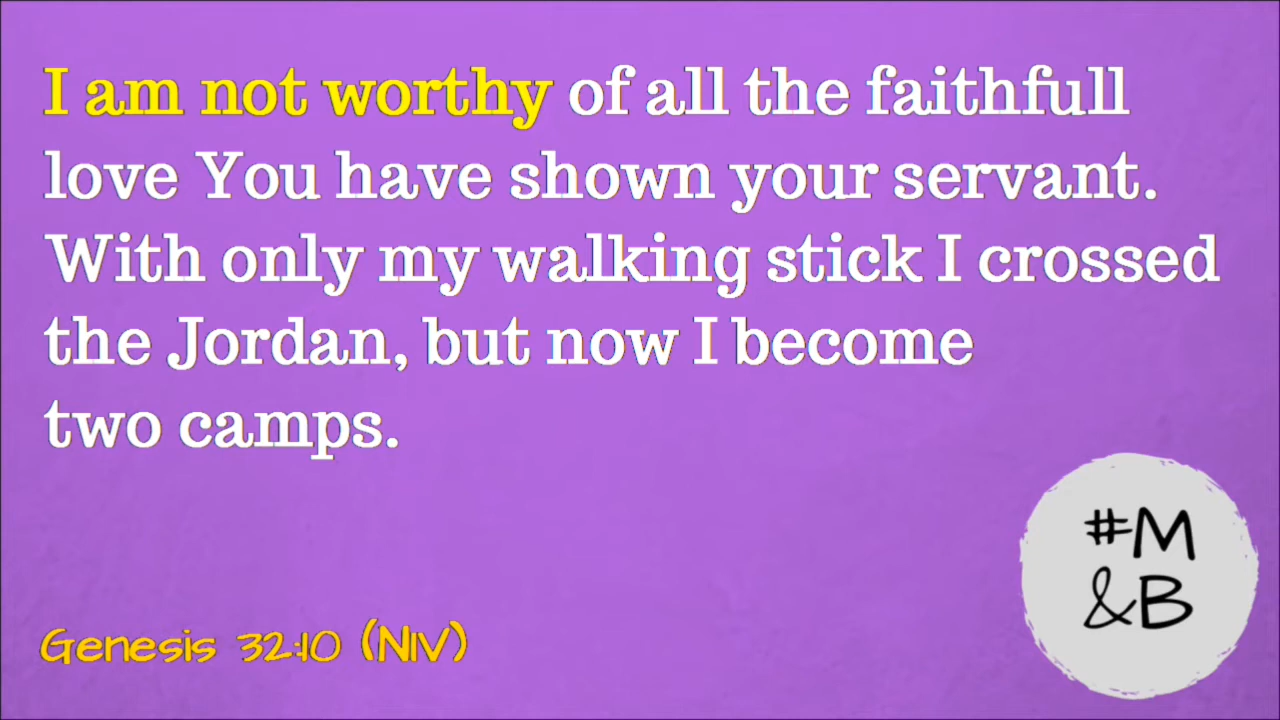 I am not worthy of all the faithfull
love You have shown your servant.
With only my walking stick I crossed
the Jordan, but now I become
two camps.
#M
&B
Genesis 32:10 (NIV)